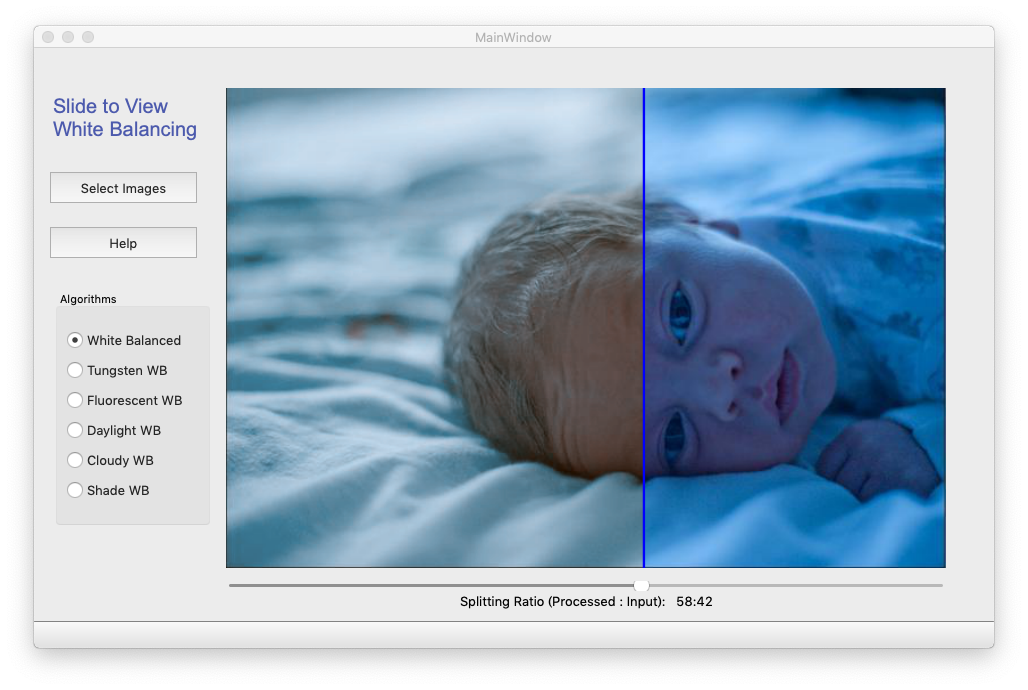 MainWindow
Slide to View
White Balancing
Select Images
Help
Algorithms
White Balanced
Tungsten WB
Fluorescent WB
Daylight WB
Cloudy WB
Shade WB
Splitting Ratio (Processed : Input): 58:42